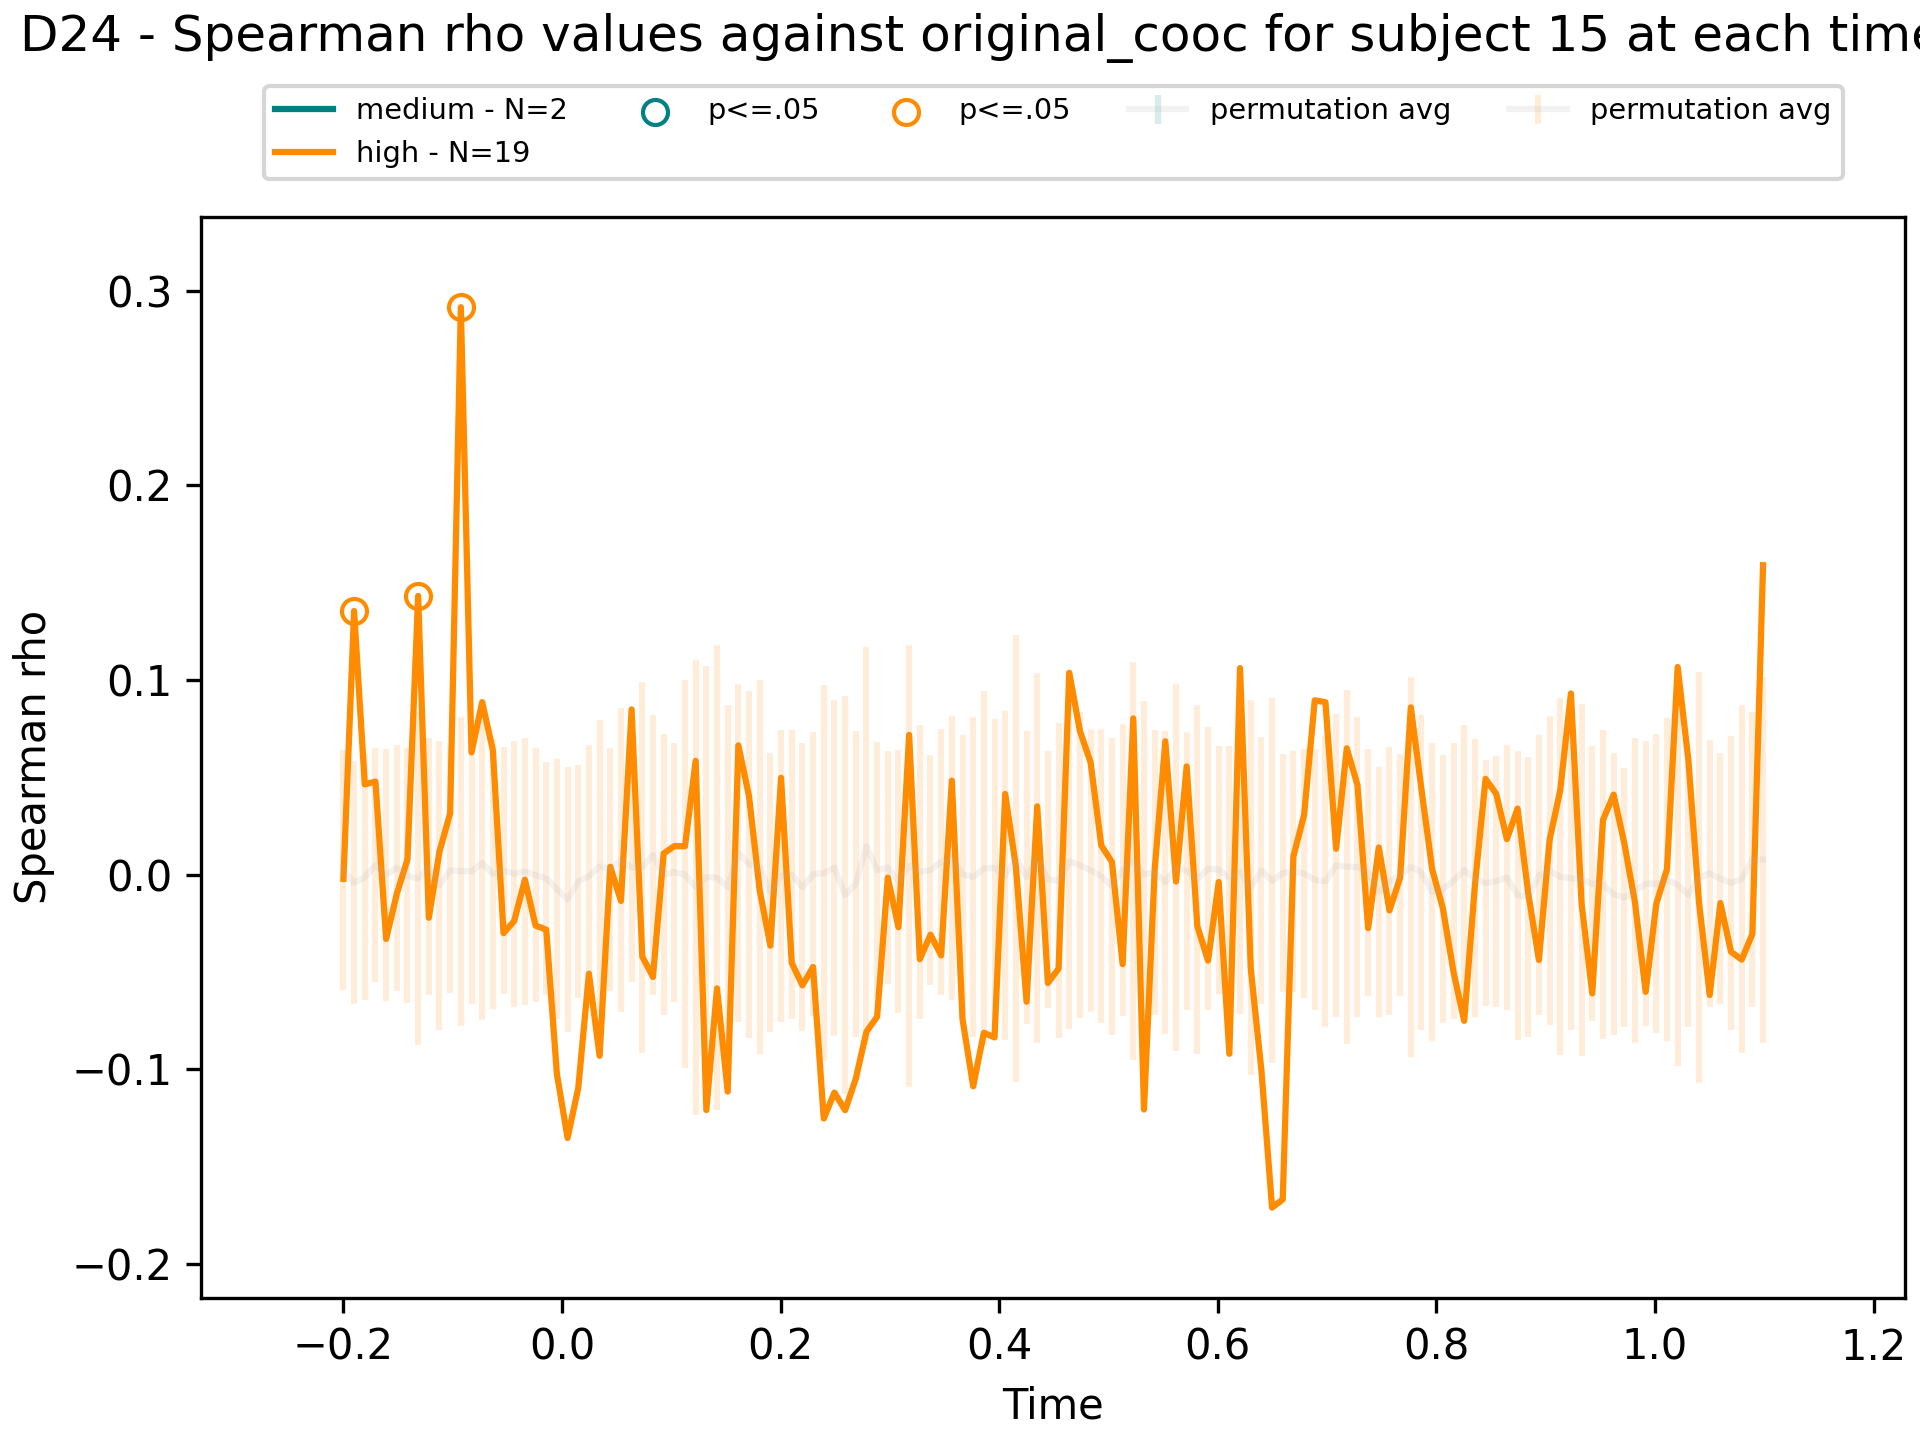 D24 - Spearman rho values against original_cooc for subject 15 at each time
medium - N=2
high - N=19
p<=.05
p<=.05
permutation avg
permutation avg
Spearman rho
0.3
0.2
0.1
0.0
−0.1
−0.2
−0.2 0.0 0.2 0.4 0.6 0.8 1.0 1.2
Time